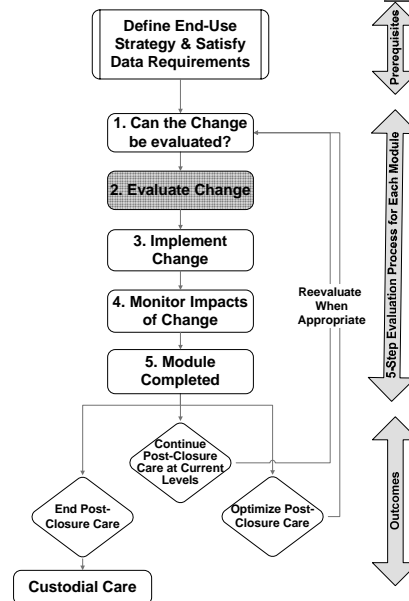 Define End-Use
Strategy & Satisfy
Data Requirements
Prerequisites
1. Can the Change
be evaluated?
2. Evaluate Change
3. Implement
Change
4. Monitor Impacts
of Change
5. Module
Completed
Reevaluate
When
Appropriate
5-Step Evaluation Process for Each Module
Continue
Post-Closure
Care at Current
Levels
End Post-
Closure Care
Optimize Post-
Closure Care
Outcomes
Custodial Care